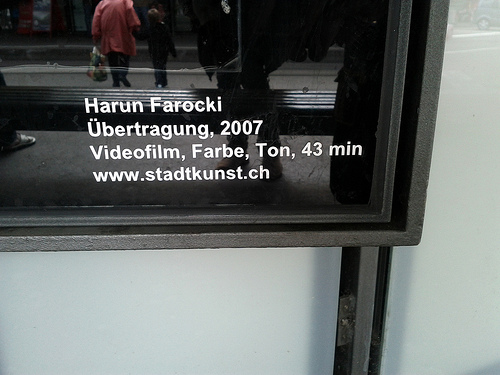 Harun Farocki
Übertragung, 2007
Videofilm, Farbe, Ton, 43 min
www.stadtkunst.ch